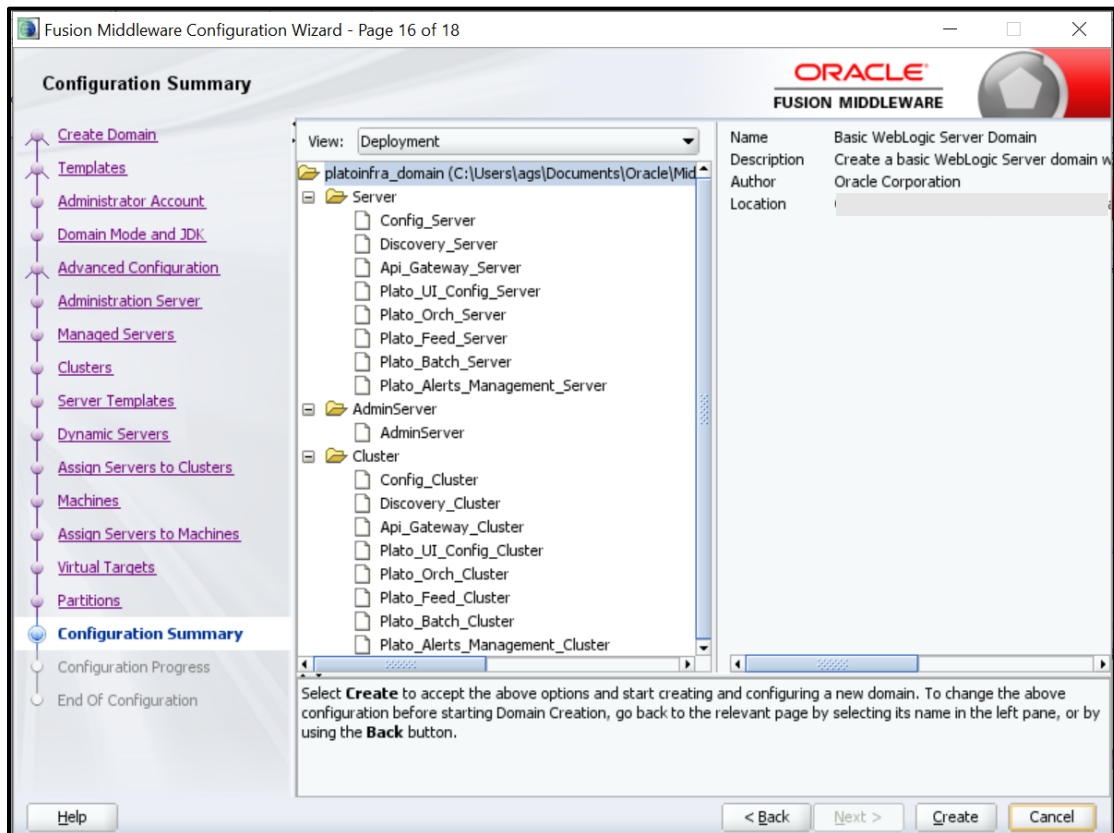 Fusion Middleware Configuration Wizard - Page 16 of 18
Configuration Summary
ORACLE
FUSION MIDDLEWARE
Create Domain
Templates
Administrator Account
Domain Mode and JDK
Advanced Configuration
Administration Server
Managed Servers
Clusters
Server Templates
Dynamic Servers
Assign Servers to Clusters
Machines
Assign Servers to Machines
Virtual Targets
Partitions
Configuration Summary
Configuration Progress
End Of Configuration
View: Deployment
platoinfra_domain (C:\Users\ags\Documents\Oracle\Mid
Server
Config_Server
Discovery_Server
Api_Gateway_Server
Plato_UI_Config_Server
Plato_Orch_Server
Plato_Feed_Server
Plato_Batch_Server
Plato_Alerts_Management_Server
AdminServer
AdminServer
Cluster
Config_Cluster
Discovery_Cluster
Api_Gateway_Cluster
Plato_UI_Config_Cluster
Plato_Orch_Cluster
Plato_Feed_Cluster
Plato_Batch_Cluster
Plato_Alerts_Management_Cluster
Name Basic WebLogic Server Domain
Description Create a basic WebLogic Server domain w
Author Oracle Corporation
Location
Select Create to accept the above options and start creating and configuring a new domain. To change the above
configuration before starting Domain Creation, go back to the relevant page by selecting its name in the left pane, or by
using the Back button.
Help
< Back
Next >
Create
Cancel